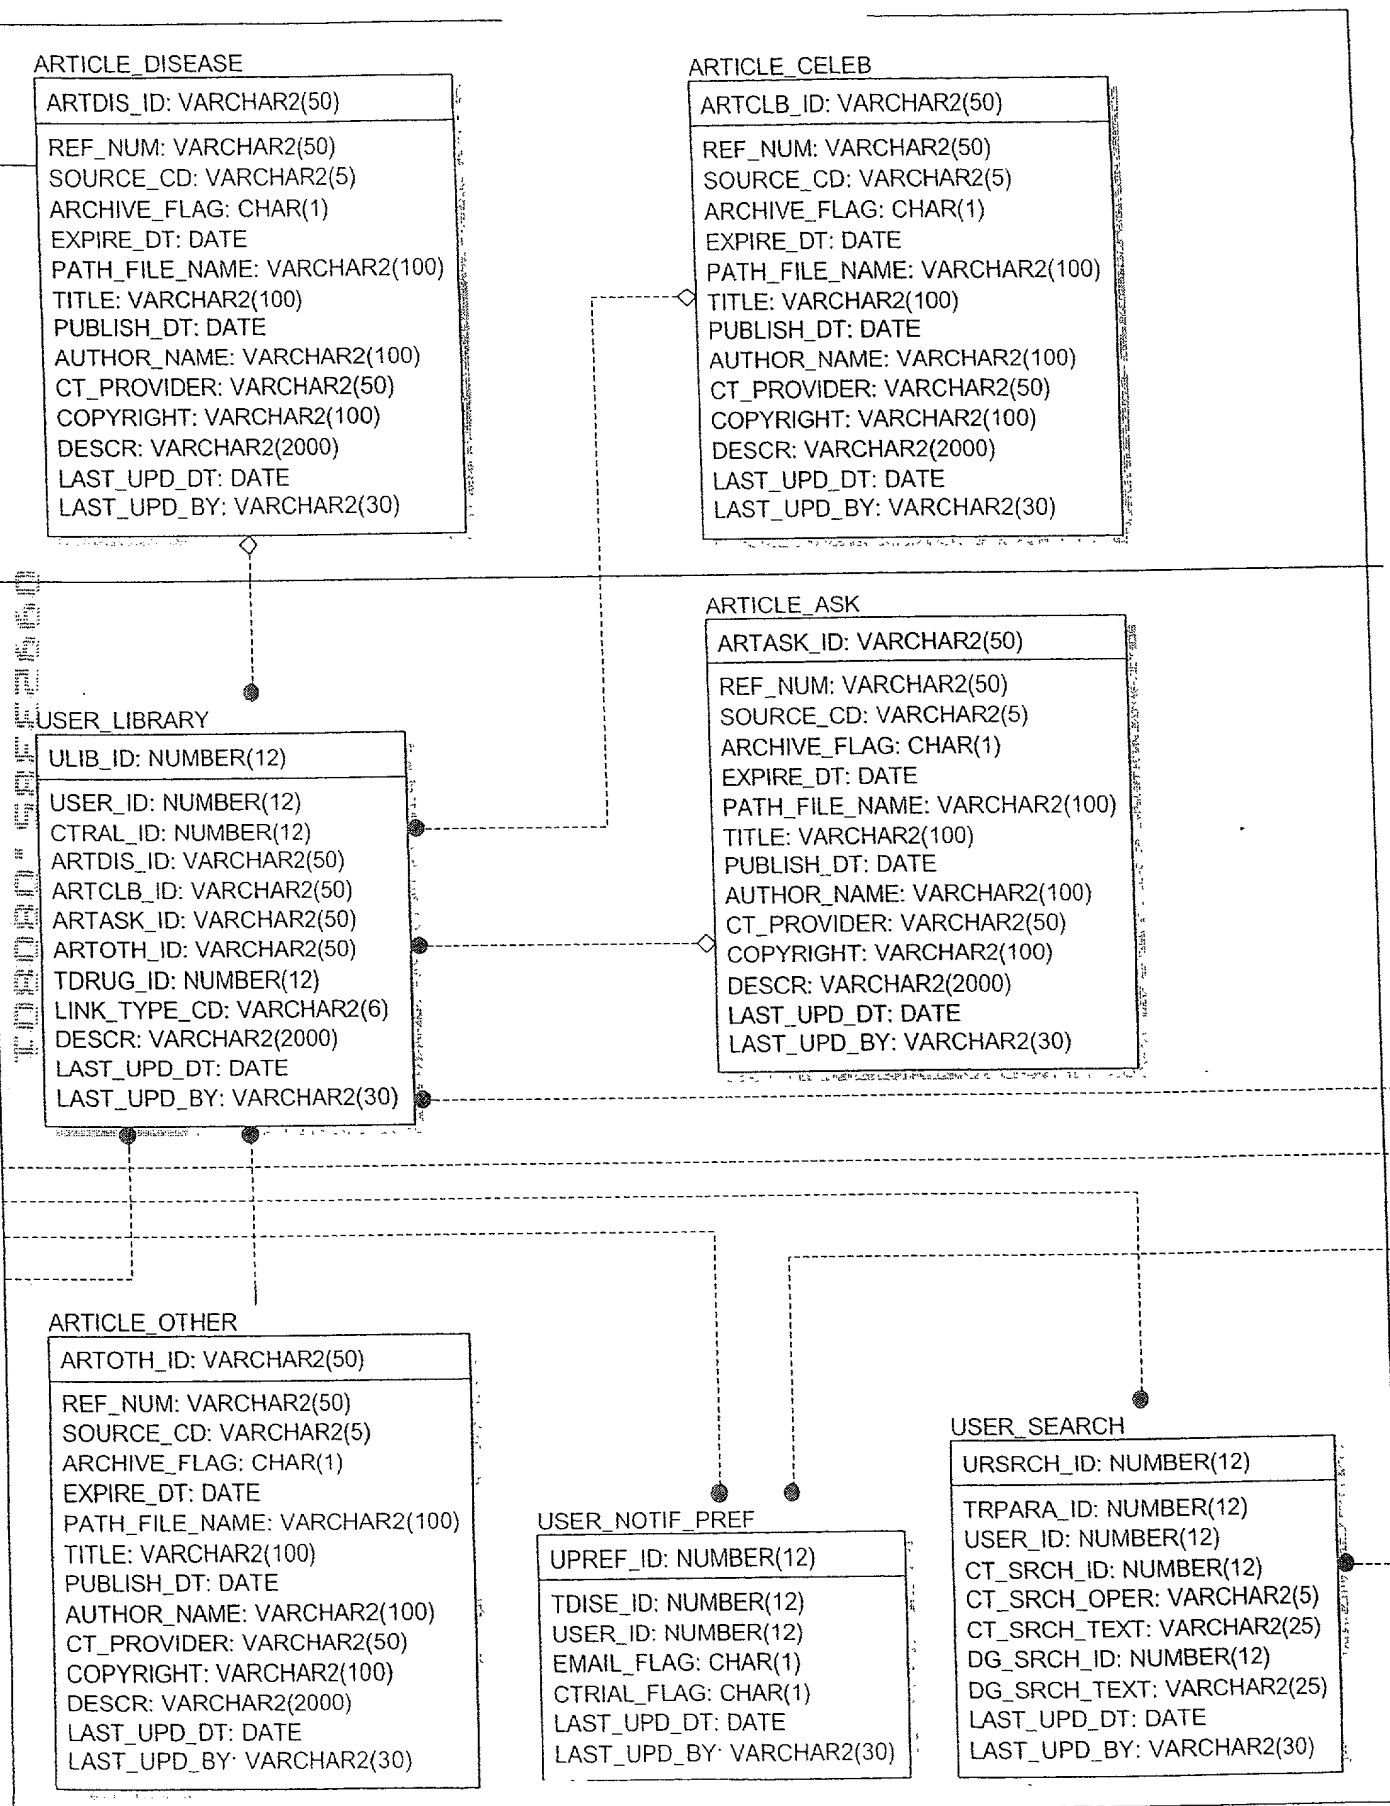 ARTICLE_DISEASE
ARTDIS_ID: VARCHAR2(50)
REF_NUM: VARCHAR2(50)
SOURCE_CD: VARCHAR2(5)
ARCHIVE_FLAG: CHAR(1)
EXPIRE_DT: DATE
PATH_FILE_NAME: VARCHAR2(100)
TITLE: VARCHAR2(100)
PUBLISH_DT: DATE
AUTHOR_NAME: VARCHAR2(100)
CT_PROVIDER: VARCHAR2(50)
COPYRIGHT: VARCHAR2(100)
DESCR: VARCHAR2(2000)
LAST_UPD_DT: DATE
LAST_UPD_BY: VARCHAR2(30)
ARTICLE_CELEB
ARTCLB_ID: VARCHAR2(50)
REF_NUM: VARCHAR2(50)
SOURCE_CD: VARCHAR2(5)
ARCHIVE_FLAG: CHAR(1)
EXPIRE_DT: DATE
PATH_FILE_NAME: VARCHAR2(100)
TITLE: VARCHAR2(100)
PUBLISH_DT: DATE
AUTHOR_NAME: VARCHAR2(100)
CT_PROVIDER: VARCHAR2(50)
COPYRIGHT: VARCHAR2(100)
DESCR: VARCHAR2(2000)
LAST_UPD_DT: DATE
LAST_UPD_BY: VARCHAR2(30)
USER_LIBRARY
ULIB_ID: NUMBER(12)
USER_ID: NUMBER(12)
CTRAL_ID: NUMBER(12)
ARTDIS_ID: VARCHAR2(50)
ARTCLB_ID: VARCHAR2(50)
ARTASK_ID: VARCHAR2(50)
ARTOTH_ID: VARCHAR2(50)
TDRUG_ID: NUMBER(12)
LINK_TYPE_CD: VARCHAR2(6)
DESCR: VARCHAR2(2000)
LAST_UPD_DT: DATE
LAST_UPD_BY: VARCHAR2(30)
ARTICLE_ASK
ARTASK_ID: VARCHAR2(50)
REF_NUM: VARCHAR2(50)
SOURCE_CD: VARCHAR2(5)
ARCHIVE_FLAG: CHAR(1)
EXPIRE_DT: DATE
PATH_FILE_NAME: VARCHAR2(100)
TITLE: VARCHAR2(100)
PUBLISH_DT: DATE
AUTHOR_NAME: VARCHAR2(100)
CT_PROVIDER: VARCHAR2(50)
COPYRIGHT: VARCHAR2(100)
DESCR: VARCHAR2(2000)
LAST_UPD_DT: DATE
LAST_UPD_BY: VARCHAR2(30)
ARTICLE_OTHER
ARTOTH_ID: VARCHAR2(50)
REF_NUM: VARCHAR2(50)
SOURCE_CD: VARCHAR2(5)
ARCHIVE_FLAG: CHAR(1)
EXPIRE_DT: DATE
PATH_FILE_NAME: VARCHAR2(100)
TITLE: VARCHAR2(100)
PUBLISH_DT: DATE
AUTHOR_NAME: VARCHAR2(100)
CT_PROVIDER: VARCHAR2(50)
COPYRIGHT: VARCHAR2(100)
DESCR: VARCHAR2(2000)
LAST_UPD_DT: DATE
LAST_UPD_BY: VARCHAR2(30)
USER_NOTIF_PREF
UPREF_ID: NUMBER(12)
TDISE_ID: NUMBER(12)
USER_ID: NUMBER(12)
EMAIL_FLAG: CHAR(1)
CTRIAL_FLAG: CHAR(1)
LAST_UPD_DT: DATE
LAST_UPD_BY: VARCHAR2(30)
USER_SEARCH
URSRCH_ID: NUMBER(12)
TRPARA_ID: NUMBER(12)
USER_ID: NUMBER(12)
CT_SRCH_ID: NUMBER(12)
CT_SRCH_OPER: VARCHAR2(5)
CT_SRCH_TEXT: VARCHAR2(25)
DG_SRCH_ID: NUMBER(12)
DG_SRCH_TEXT: VARCHAR2(25)
LAST_UPD_DT: DATE
LAST_UPD_BY: VARCHAR2(30)